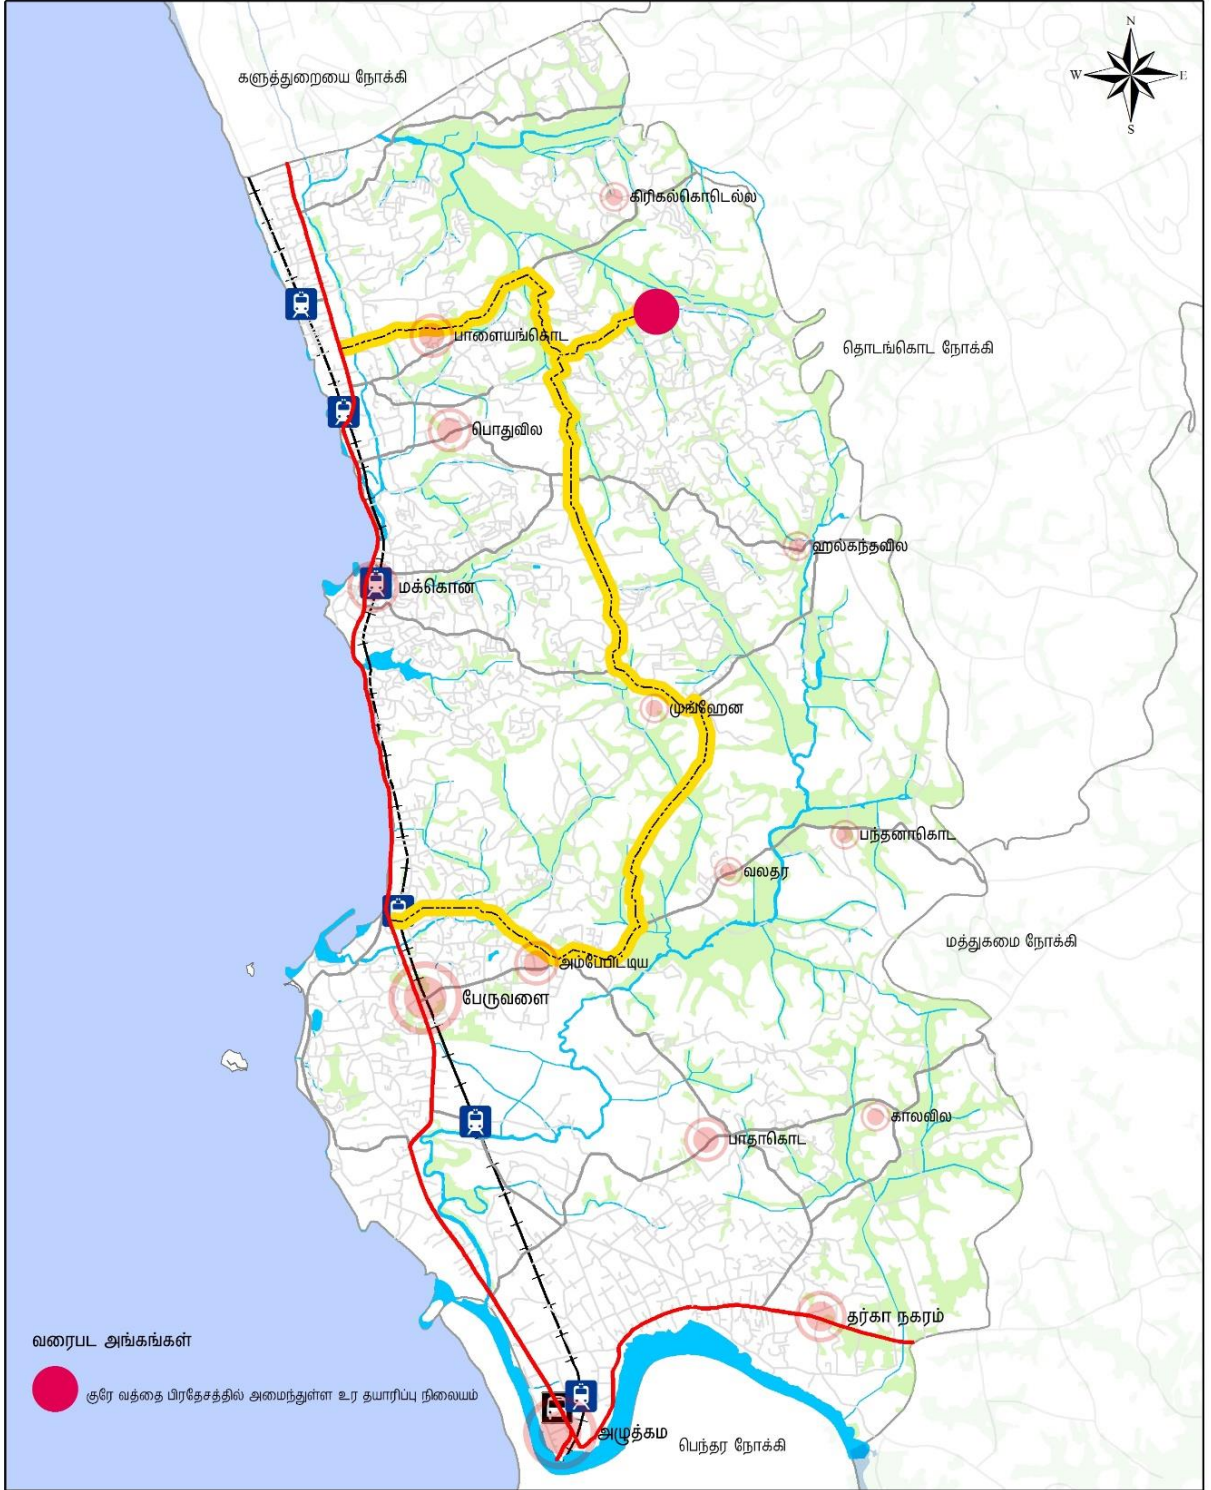 N
களுத்துறையை நோக்கி
W
E
S
கிரிகல்கொடெல்ல
பாளையங்கொட
தொடங்கொட நோக்கி
பொதுவில
ஹல்கந்தவில
மக்கொன
முங்ஹேன
பந்தனாகொட
வலதர
மத்துகமை நோக்கி
அம்பேபிட்டிய
பேருவளை
காலவில
பாதாகொட
தர்கா நகரம்
வரைபட அங்கங்கள்
குரே வத்தை பிரதேசத்தில் அமைந்துள்ள உர தயாரிப்பு நிலையம்
அழுத்கம
பெந்தர நோக்கி